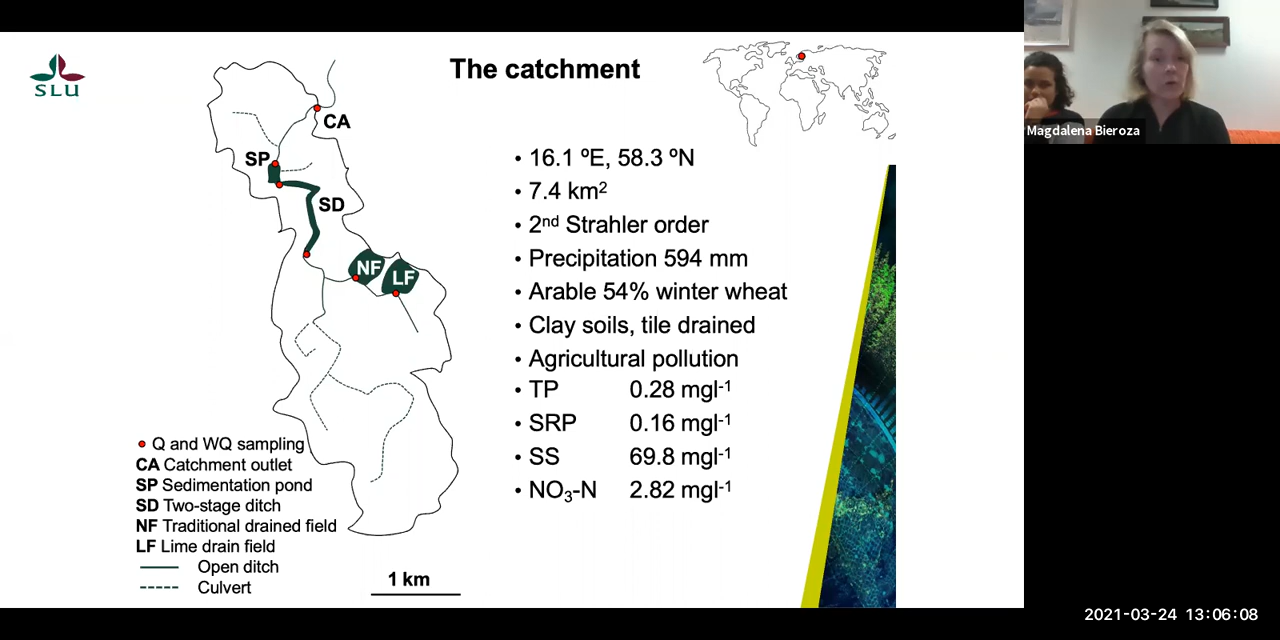 SLU
The catchment
CA
SP
SD
NF
LF
• 16.1 ºE, 58.3 ºN
• 7.4 km²
• 2nd Strahler order
• Precipitation 594 mm
• Arable 54% winter wheat
• Clay soils, tile drained
• Agricultural pollution
• TP 0.28 mgl-1
• SRP 0.16 mgl-1
• SS 69.8 mgl-1
• NO3-N 2.82 mgl-1
Q and WQ sampling
CA Catchment outlet
SP Sedimentation pond
SD Two-stage ditch
NF Traditional drained field
LF Lime drain field
Open ditch
Culvert
1 km
Magdalena Bieroza
2021-03-24 13:06:08